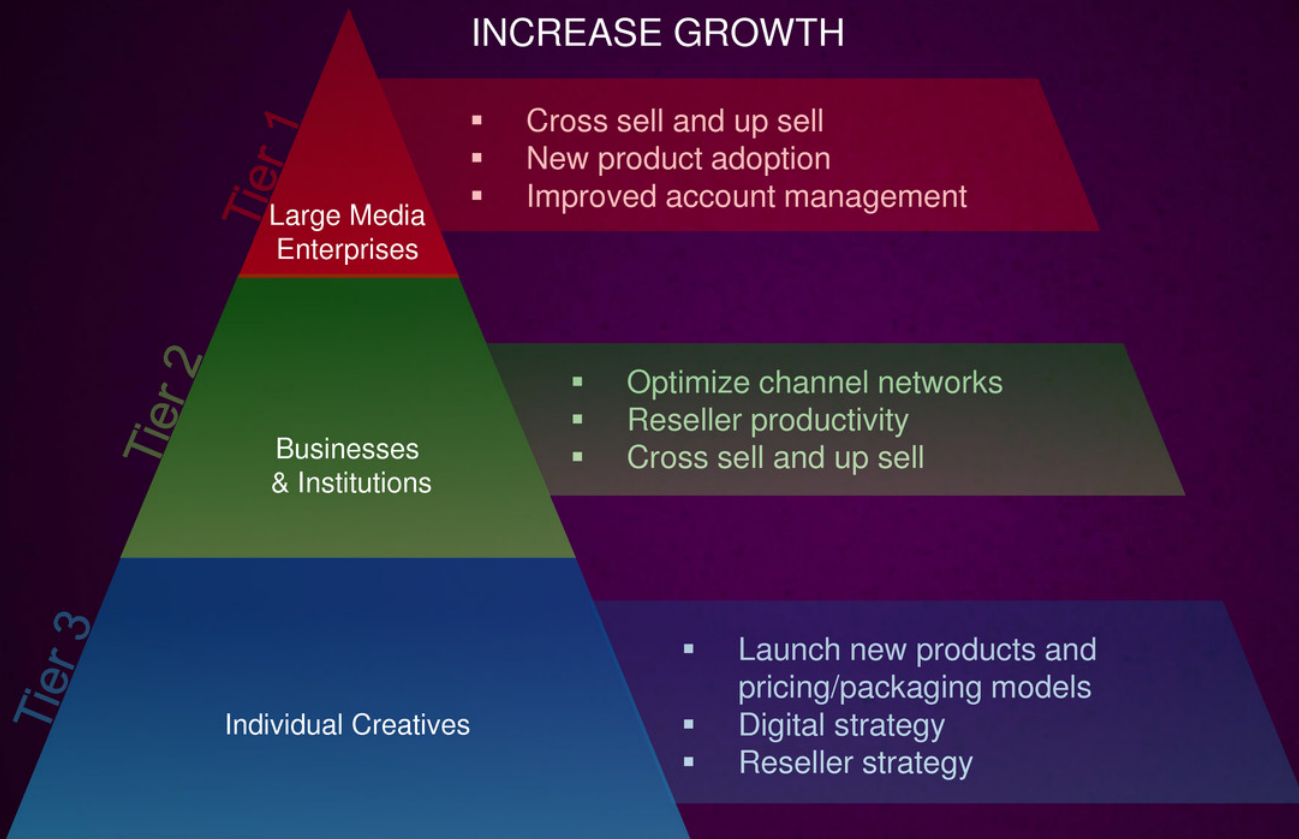 INCREASE GROWTH
Tier 1
Large Media
Enterprises
▪ Cross sell and up sell
▪ New product adoption
▪ Improved account management
Tier 2
Businesses
& Institutions
▪ Optimize channel networks
▪ Reseller productivity
▪ Cross sell and up sell
Tier 3
Individual Creatives
▪ Launch new products and
pricing/packaging models
▪ Digital strategy
▪ Reseller strategy